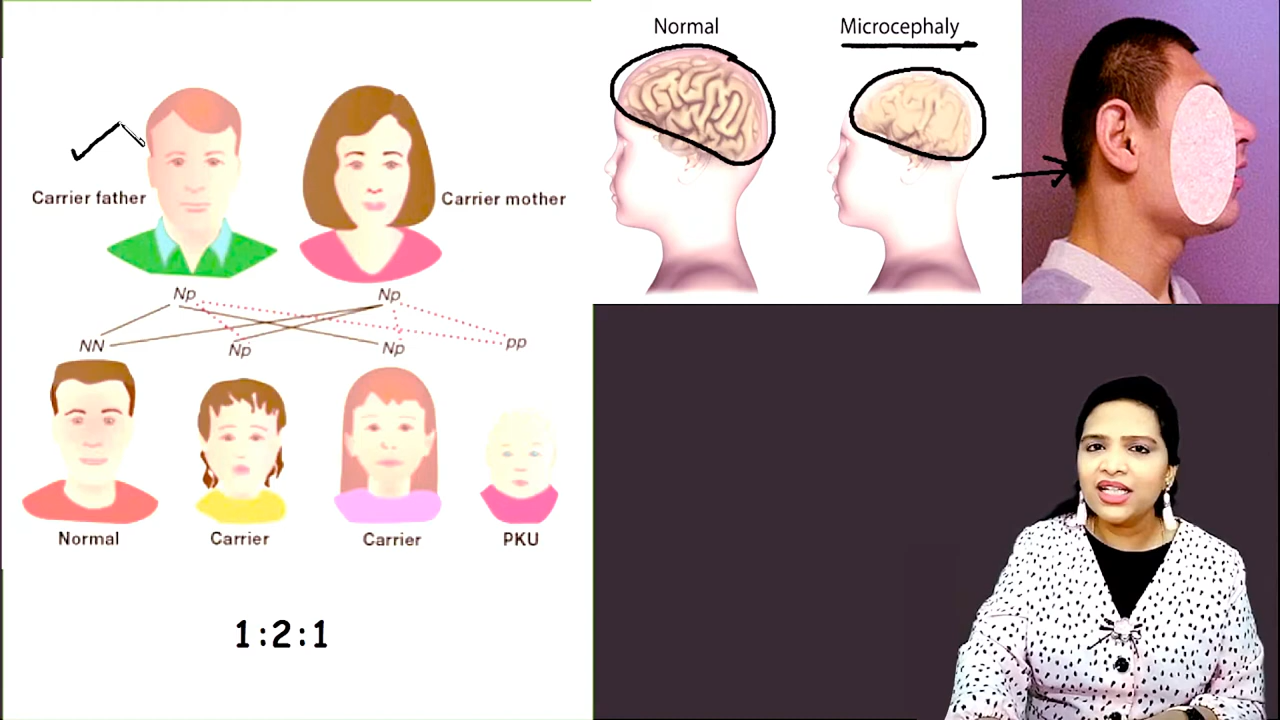 Normal
Microcephaly
Carrier father
Carrier mother
Np
Np
NN
Np
Np
pp
Normal
Carrier
Carrier
PKU
1:2:1